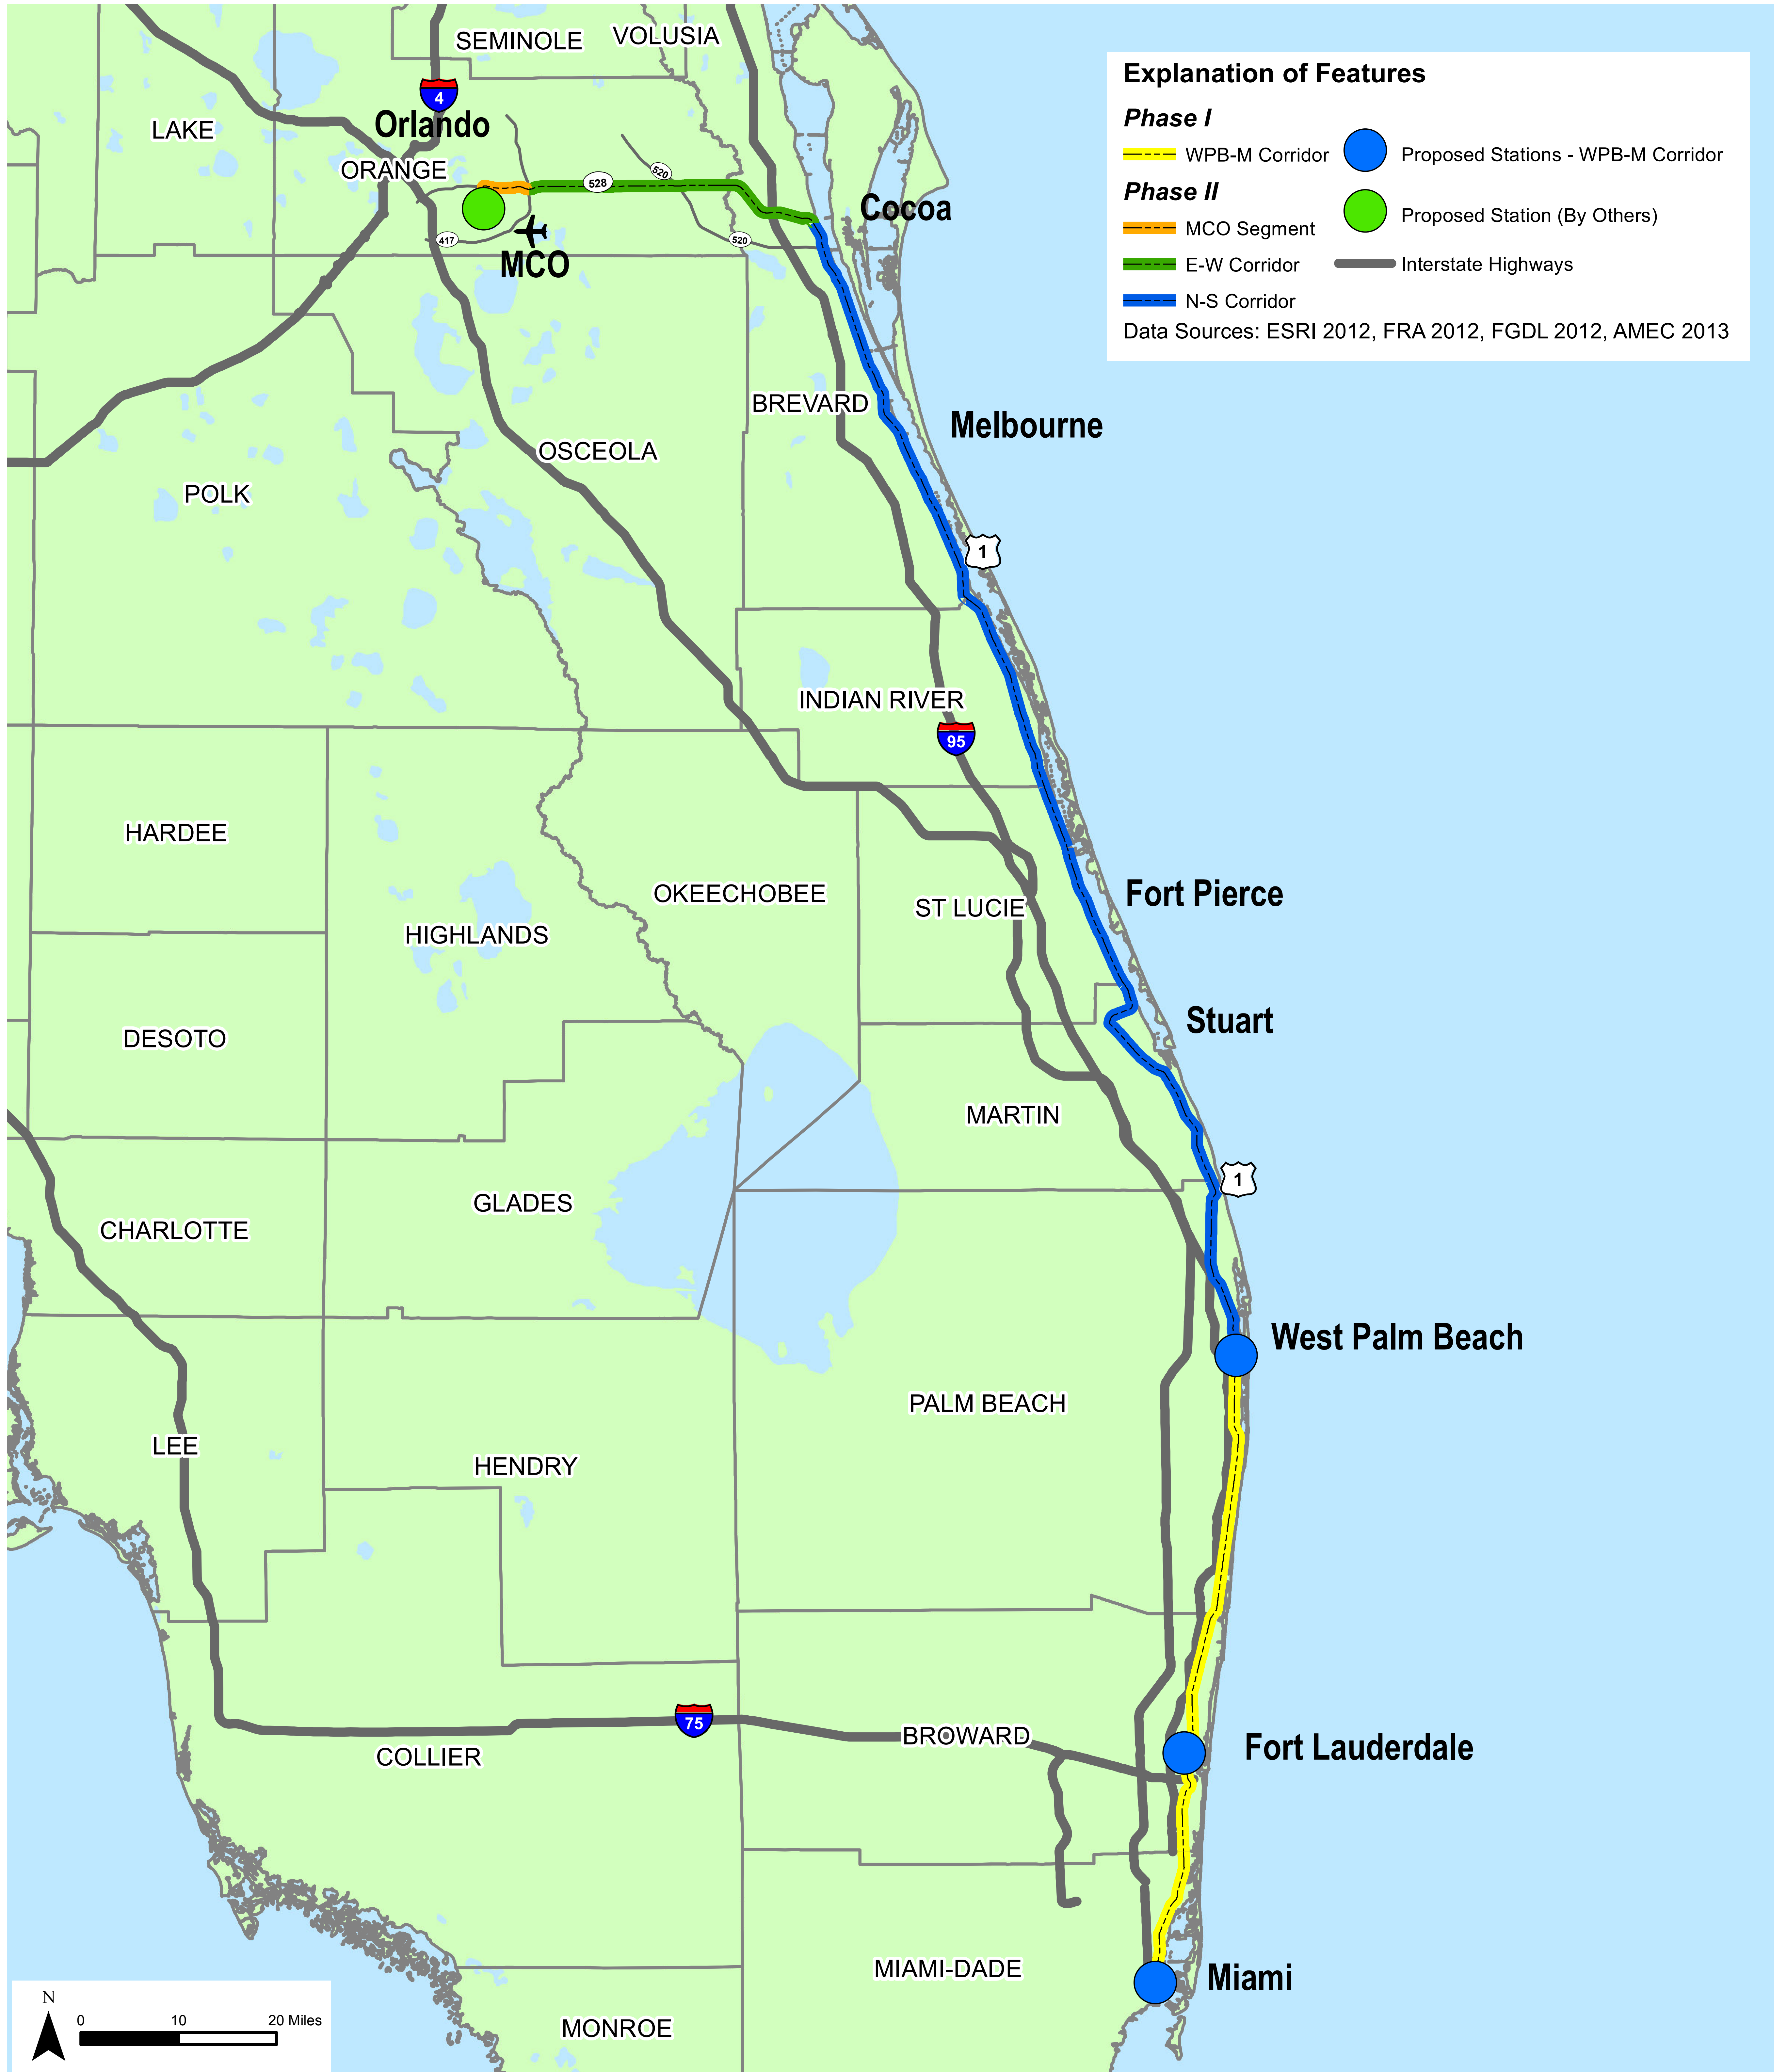 SEMINOLE
VOLUSIA
4
Orlando
LAKE
ORANGE
520
528
Cocoa
417
520
MCO
Explanation of Features
Phase I
WPB-M Corridor
Proposed Stations - WPB-M Corridor
Phase II
MCO Segment
Proposed Station (By Others)
E-W Corridor
Interstate Highways
N-S Corridor
Data Sources: ESRI 2012, FRA 2012, FGDL 2012, AMEC 2013
BREVARD
Melbourne
OSCEOLA
POLK
1
INDIAN RIVER
95
HARDEE
OKEECHOBEE
Fort Pierce
ST LUCIE
HIGHLANDS
Stuart
DESOTO
MARTIN
1
GLADES
CHARLOTTE
West Palm Beach
PALM BEACH
LEE
HENDRY
75
BROWARD
Fort Lauderdale
COLLIER
MIAMI-DADE
Miami
N
0 10 20 Miles
MONROE